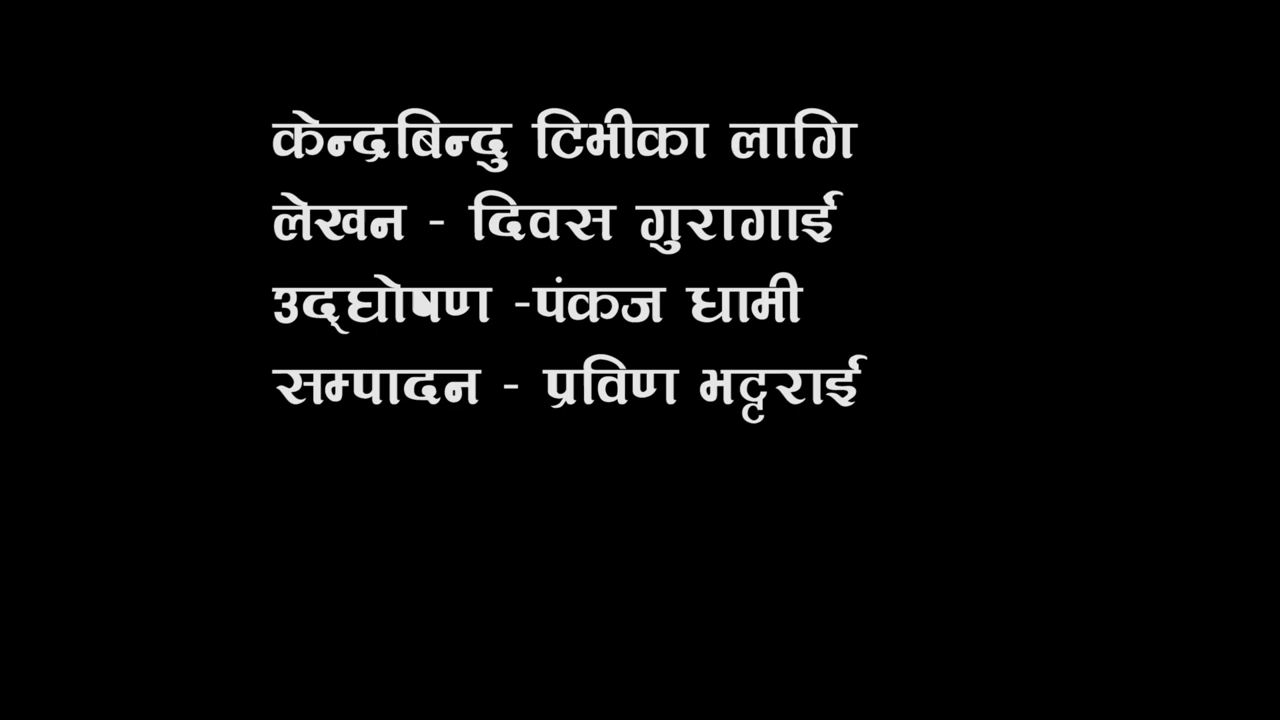 केन्द्रबिन्दु टिभीका लागि
लेखन - दिवस गुरागाई
उद्घोषण -पंकज धामी
सम्पादन - प्रविण भट्टराई